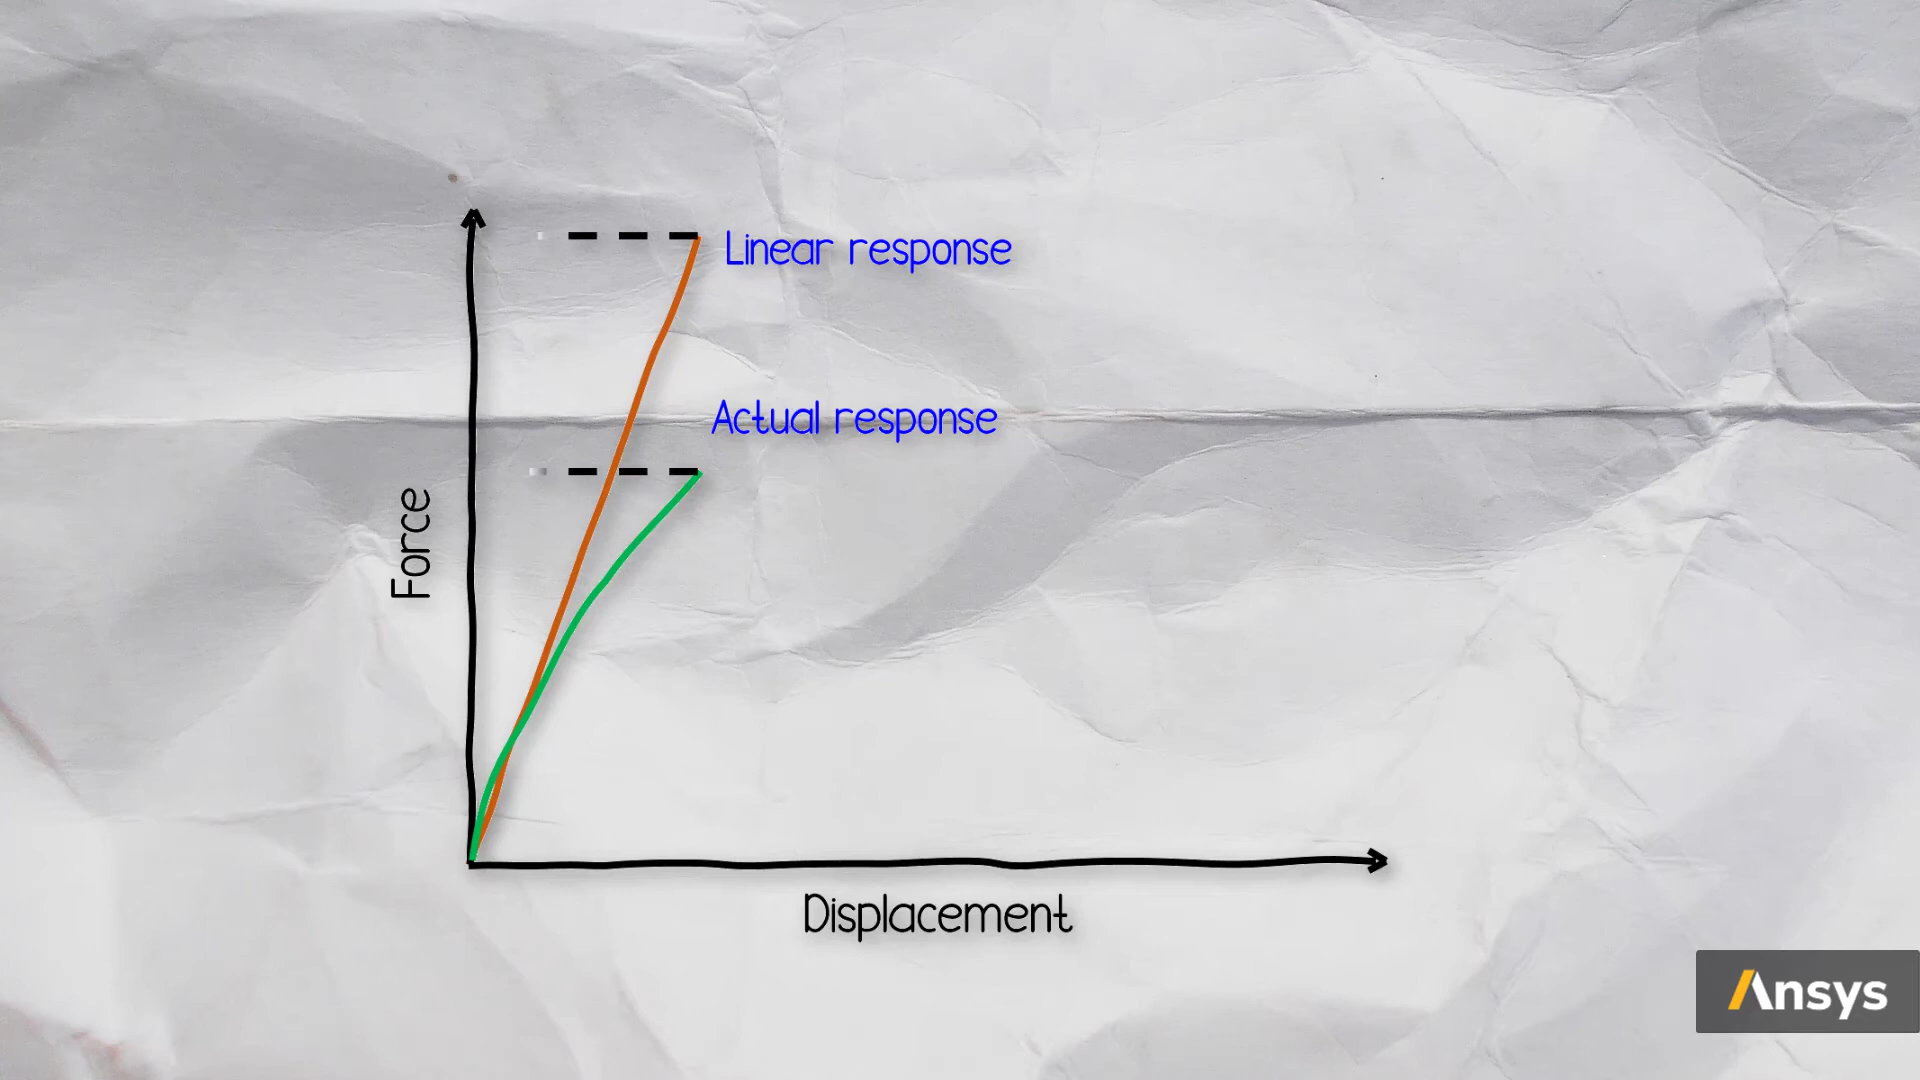 Linear response
Actual response
Force
Displacement
Ansys